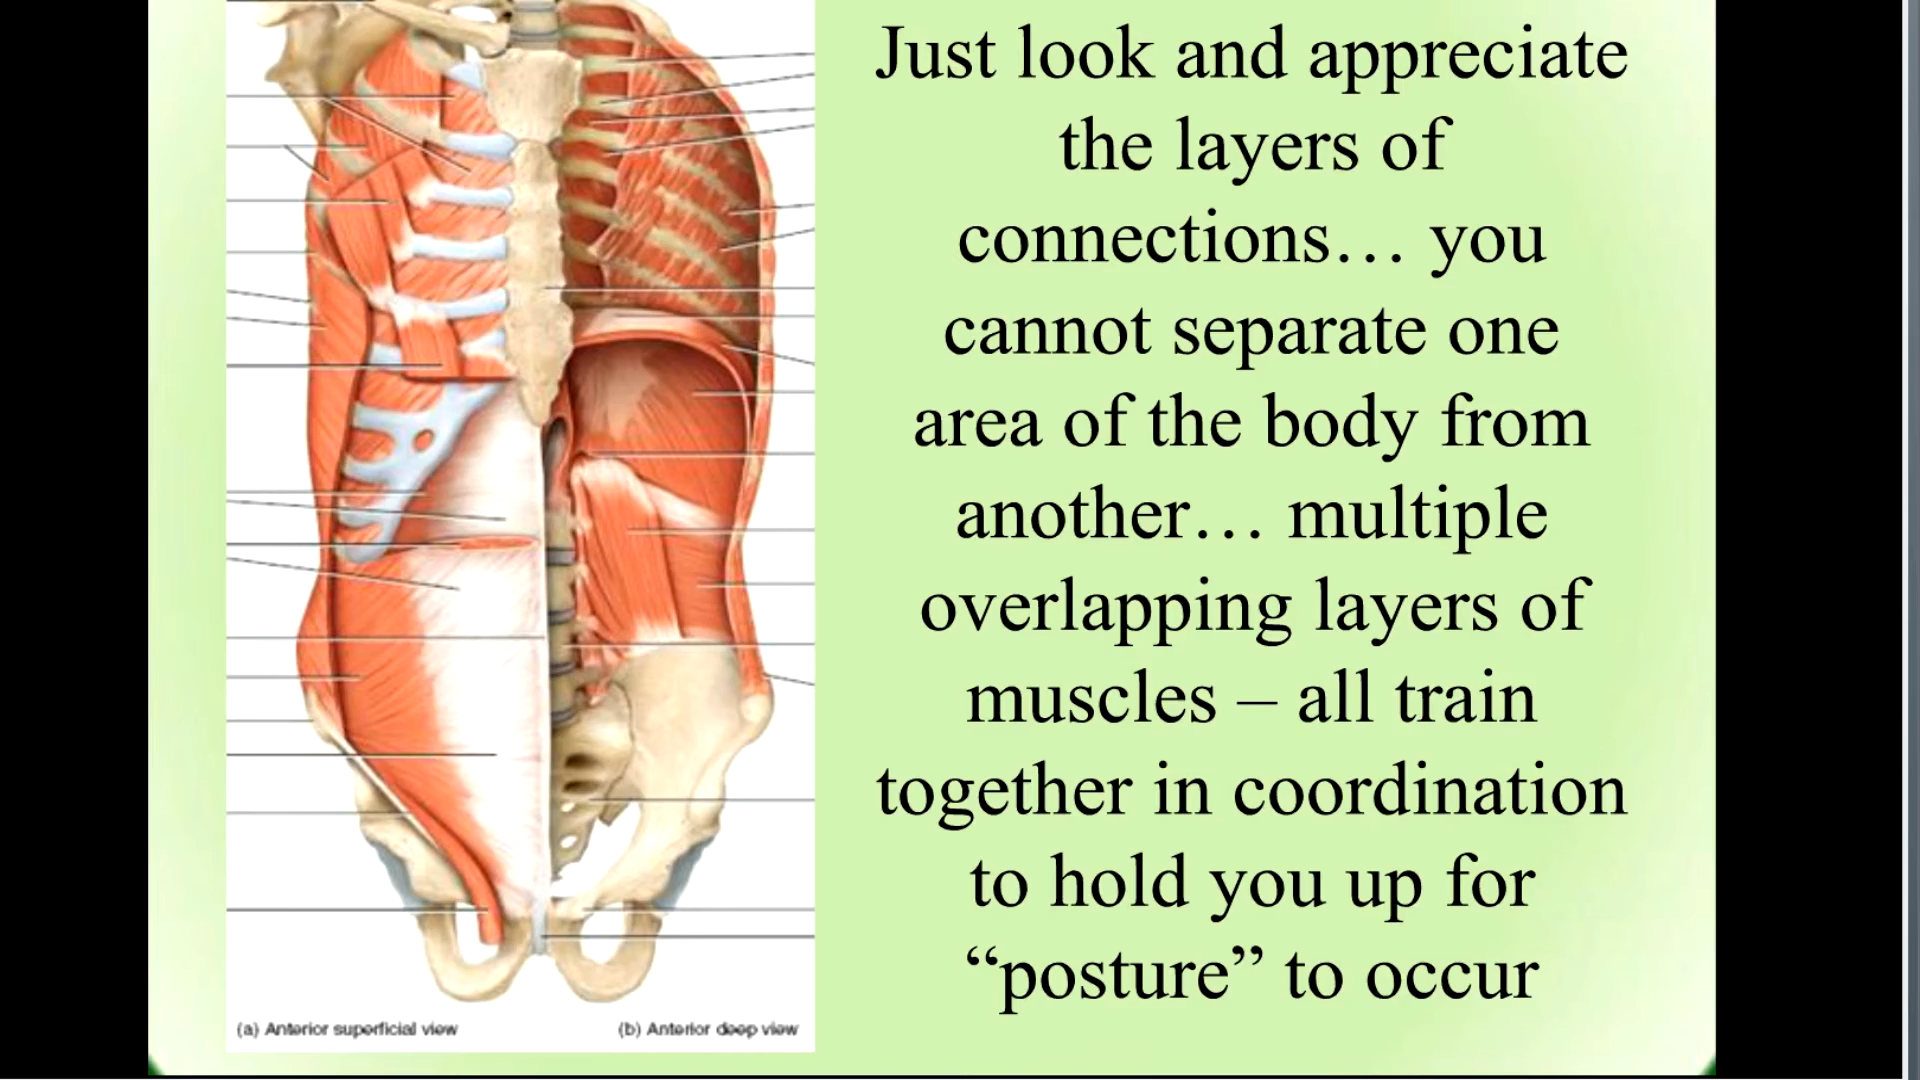 Just look and appreciate
the layers of
connections… you
cannot separate one
area of the body from
another… multiple
overlapping layers of
muscles – all train
together in coordination
to hold you up for
“posture” to occur
(a) Anterior superficial view
(b) Anterior deep view